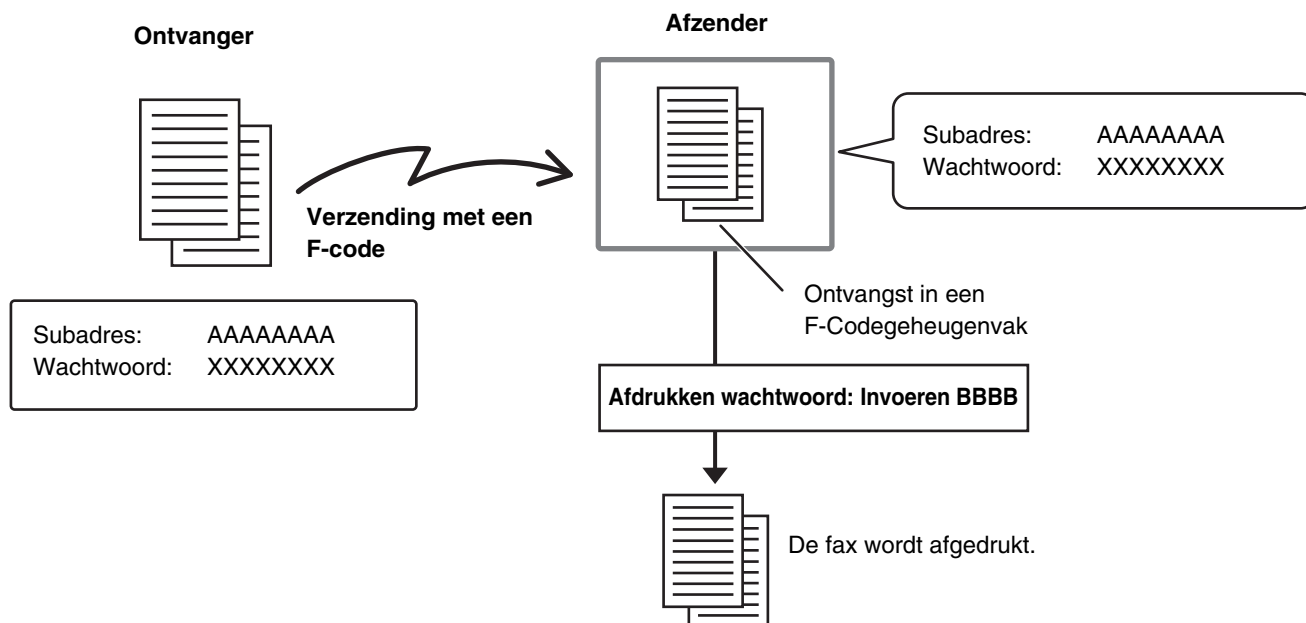 Ontvanger
Afzender
Subadres: AAAAAAAA
Wachtwoord: XXXXXXXX
Verzending met een
F-code
Ontvangst in een
F-Codegeheugenvak
Subadres: AAAAAAAA
Wachtwoord: XXXXXXXX
Afdrukken wachtwoord: Invoeren BBBB
De fax wordt afgedrukt.